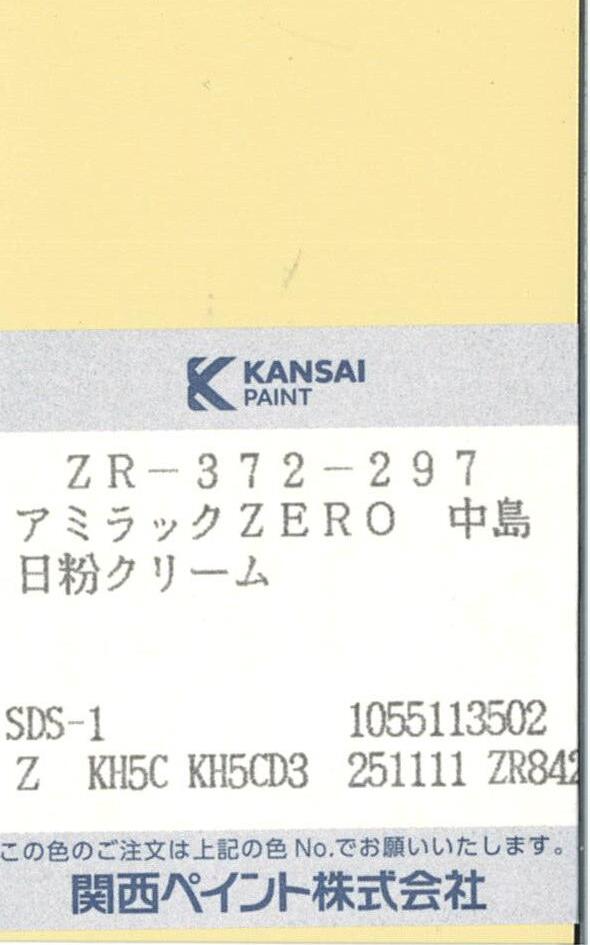 KANSAI
PAINT
ZR-372-297
アミラックZERO 中島
日粉クリーム
SDS-1 1055113502
Z KH5C KH5CD3 251111 ZR842
この色のご注文は上記の色No.でお願いいたします。
関西ペイント株式会社